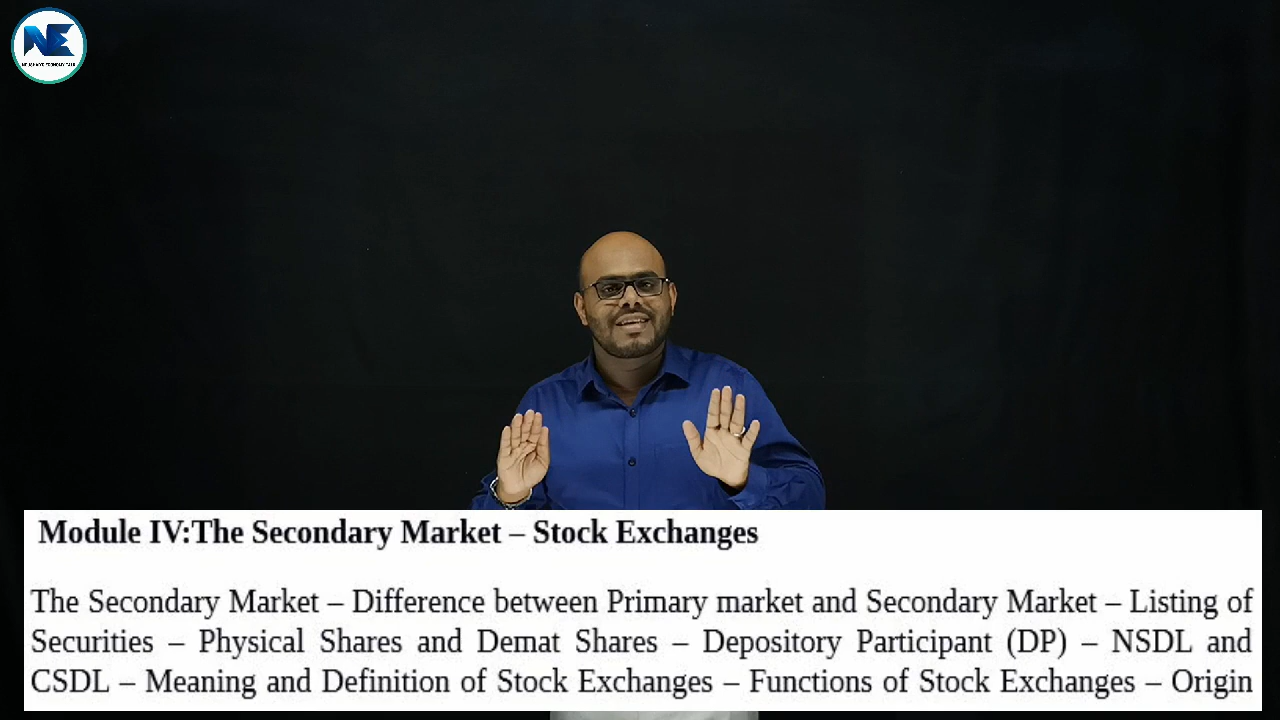 NE
Module IV:The Secondary Market – Stock Exchanges
The Secondary Market – Difference between Primary market and Secondary Market – Listing of
Securities – Physical Shares and Demat Shares – Depository Participant (DP) – NSDL and
CSDL – Meaning and Definition of Stock Exchanges – Functions of Stock Exchanges – Origin